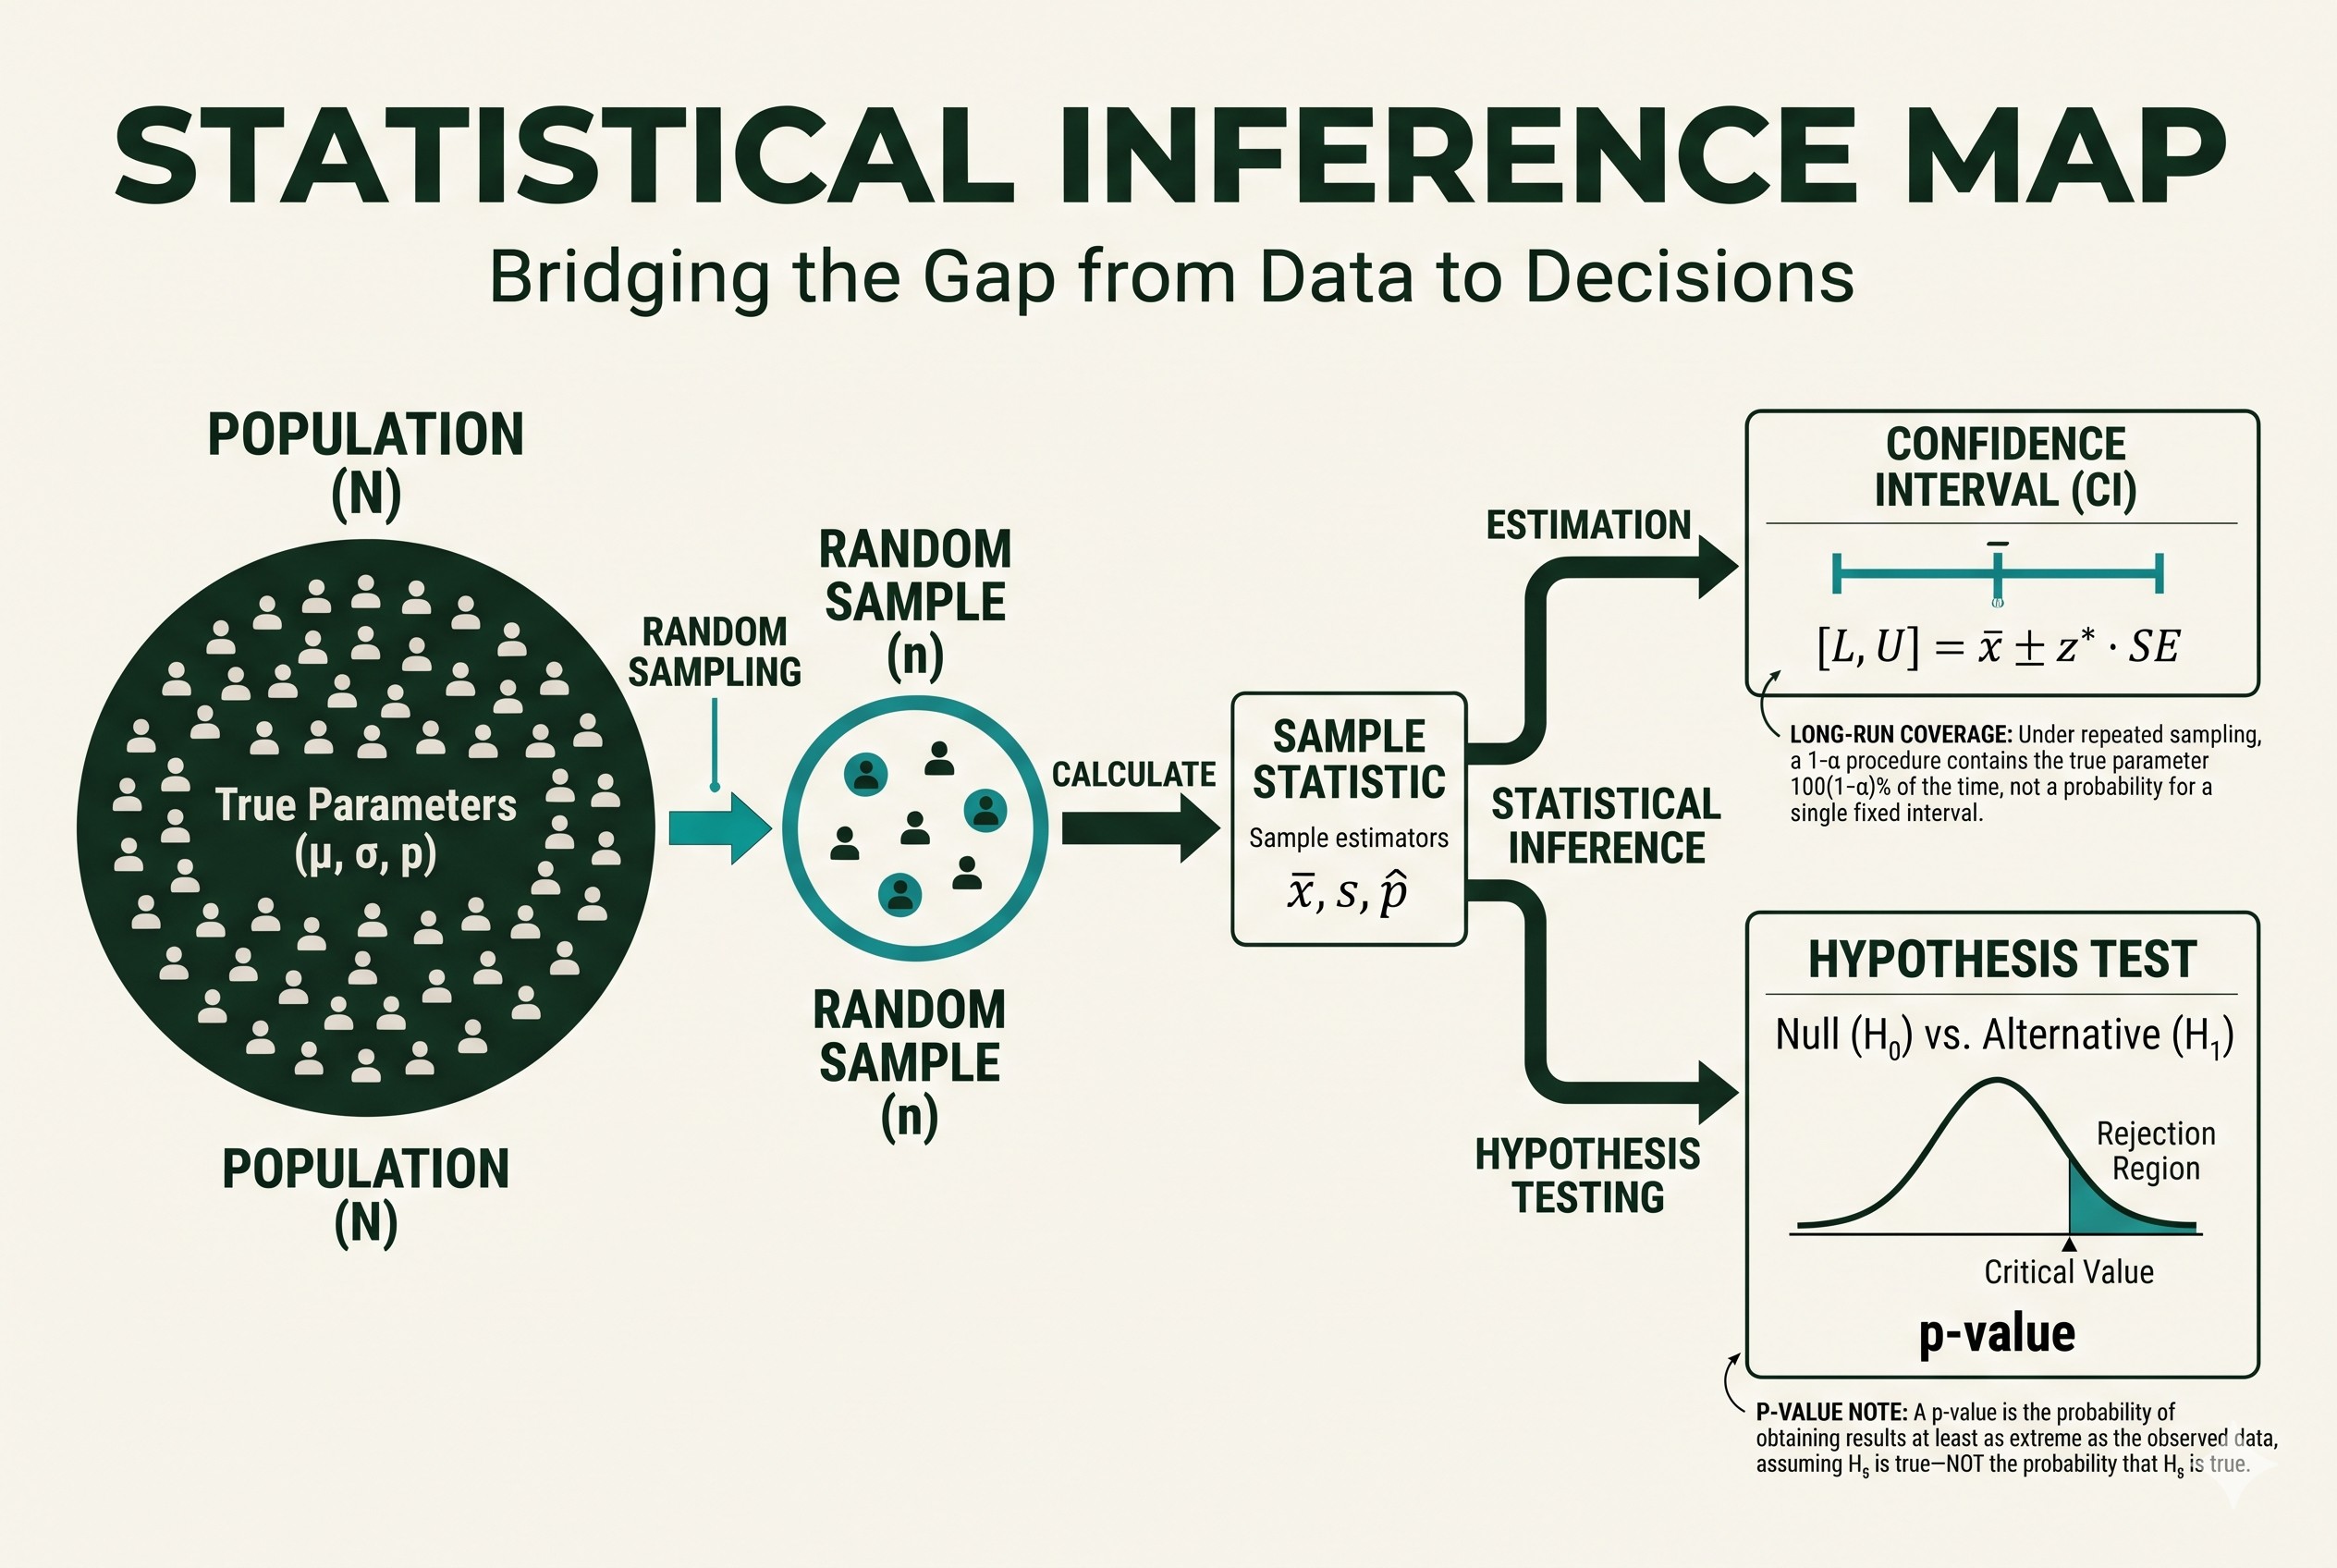 STATISTICAL INFERENCE MAP
Bridging the Gap from Data to Decisions
POPULATION
(N)
True Parameters
(μ, σ, p)
POPULATION
(N)
RANDOM
SAMPLING
RANDOM
SAMPLE
(n)
RANDOM
SAMPLE
(n)
CALCULATE
SAMPLE
STATISTIC
Sample estimators
x̄, s, p̂
ESTIMATION
STATISTICAL
INFERENCE
HYPOTHESIS
TESTING
CONFIDENCE
INTERVAL (CI)
[L, U] = x̄ ± z* · SE
LONG-RUN COVERAGE: Under repeated sampling,
a 1-α procedure contains the true parameter
100(1-α)% of the time, not a probability for a
single fixed interval.
HYPOTHESIS TEST
Null (H₀) vs. Alternative (H₁)
Rejection
Region
Critical Value
p-value
P-VALUE NOTE: A p-value is the probability of
obtaining results at least as extreme as the observed data,
assuming H is true—NOT the probability that H is true.